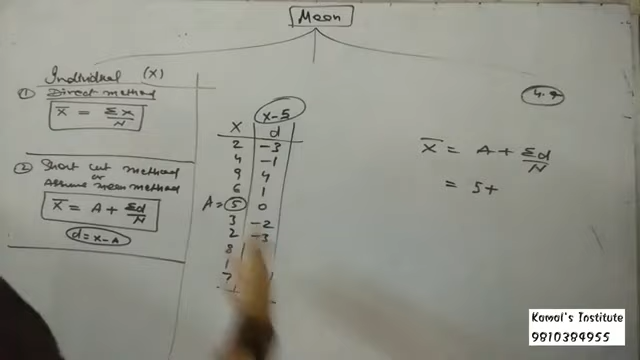 Mean
Individual (X)
① Direct method
X̄ = Σx/N
② Short cut method
or
Assume mean method
X̄ = A + Σd/N
d = x-A
x-5
X d
2 -3
4 -1
9 4
6 1
A = 5 0
3 -2
2 -3
8
1
7
4.7
X̄ = A + Σd/N
= 5+
Kamal's Institute
9810384955